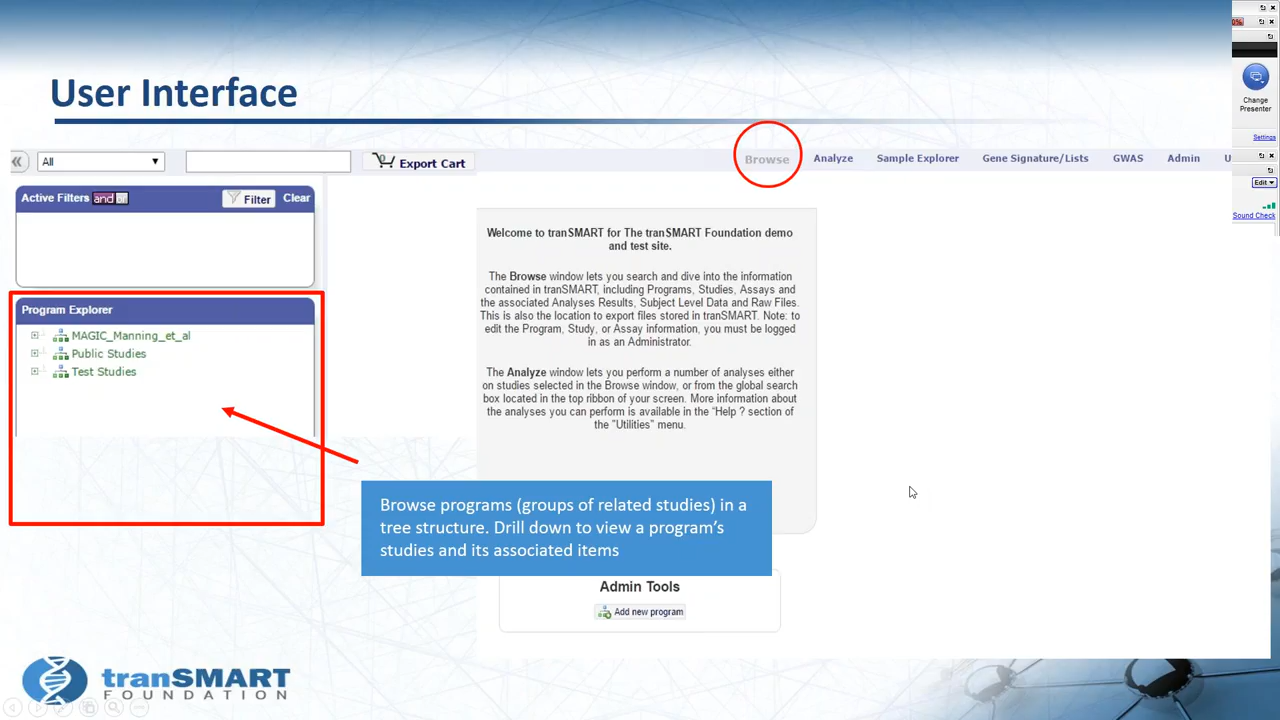 User Interface
All
Export Cart
Browse
Analyze
Sample Explorer
Gene Signature/Lists
GWAS
Admin
U
Active Filters and or
Filter
Clear
Program Explorer
MAGIC_Manning_et_al
Public Studies
Test Studies
Welcome to tranSMART for The tranSMART Foundation demo
and test site.
The Browse window lets you search and dive into the information
contained in tranSMART, including Programs, Studies, Assays and
the associated Analyses Results, Subject Level Data and Raw Files.
This is also the location to export files stored in tranSMART. Note: to
edit the Program, Study, or Assay information, you must be logged
in as an Administrator.
The Analyze window lets you perform a number of analyses either
on studies selected in the Browse window, or from the global search
box located in the top ribbon of your screen. More information about
the analyses you can perform is available in the "Help ? section of
the "Utilities" menu.
Browse programs (groups of related studies) in a
tree structure. Drill down to view a program's
studies and its associated items
Admin Tools
Add new program
tranSMART
FOUNDATION
Change
Presenter
Settings
Edit
Sound Check